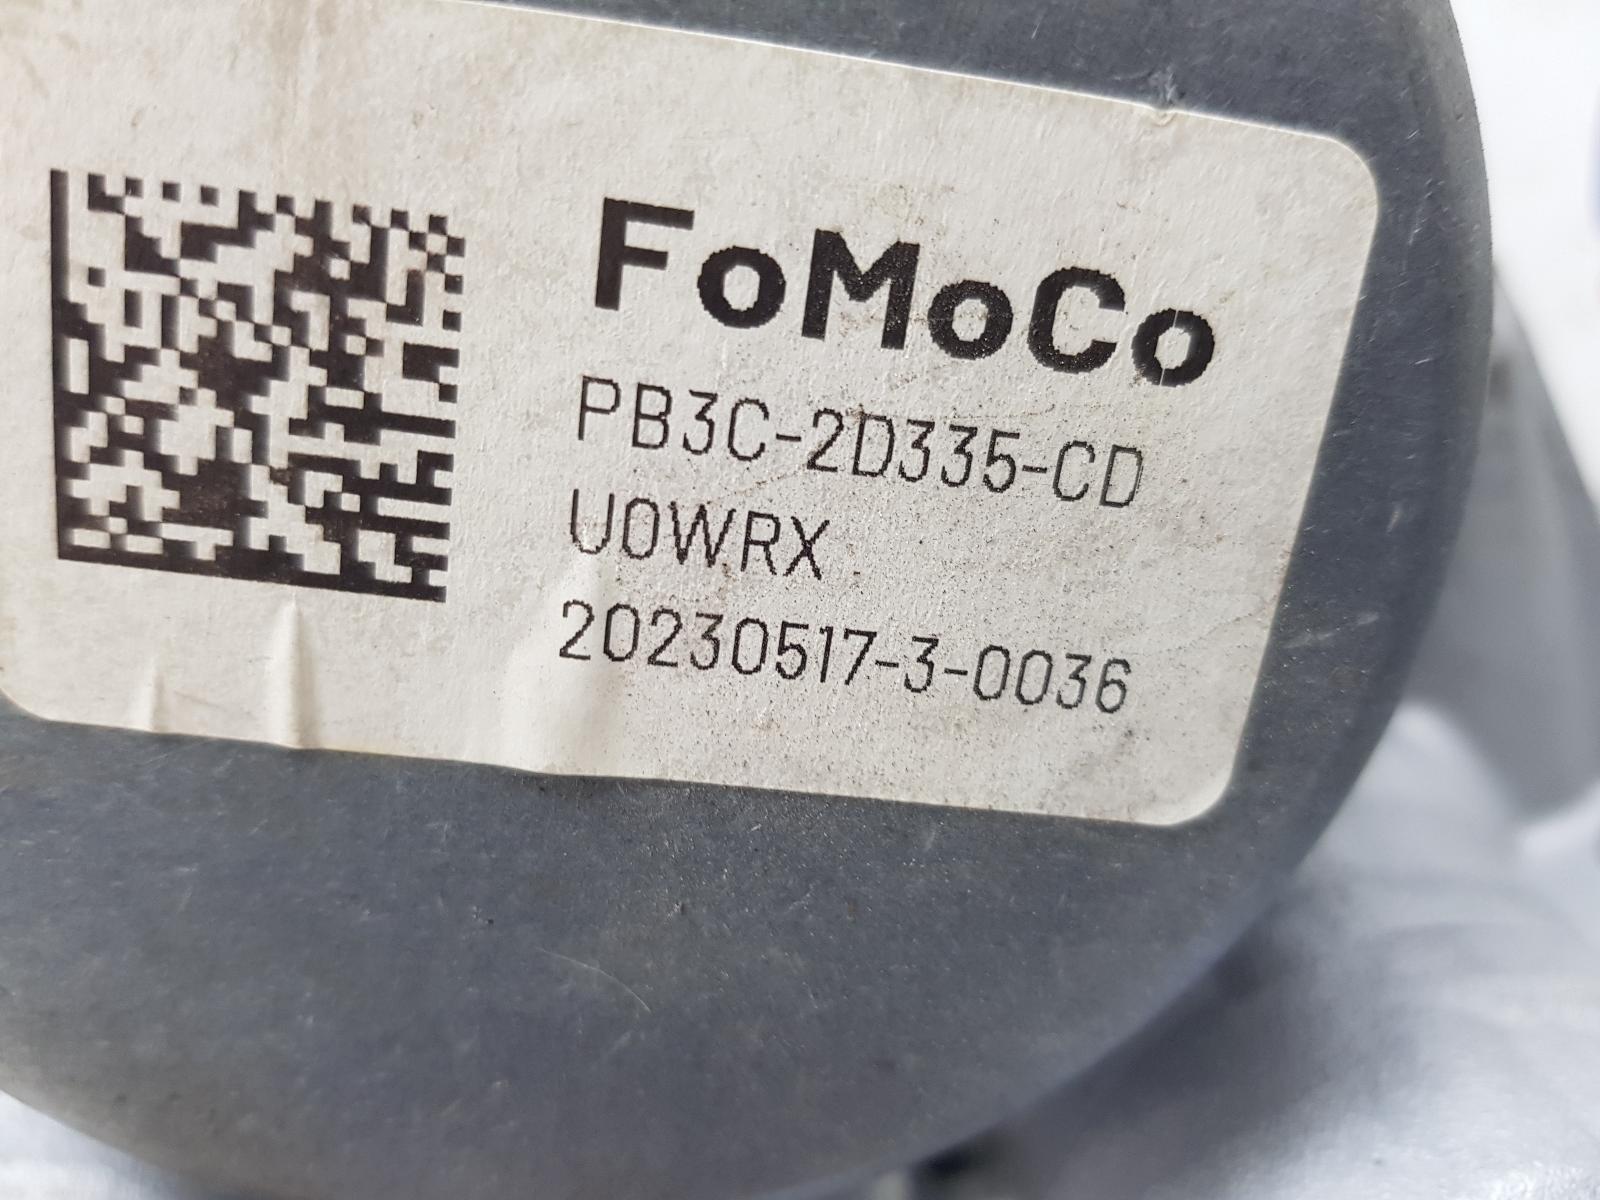 FoMoCo
PB3C-2D335-CD
U0WRX
20230517-3-0036